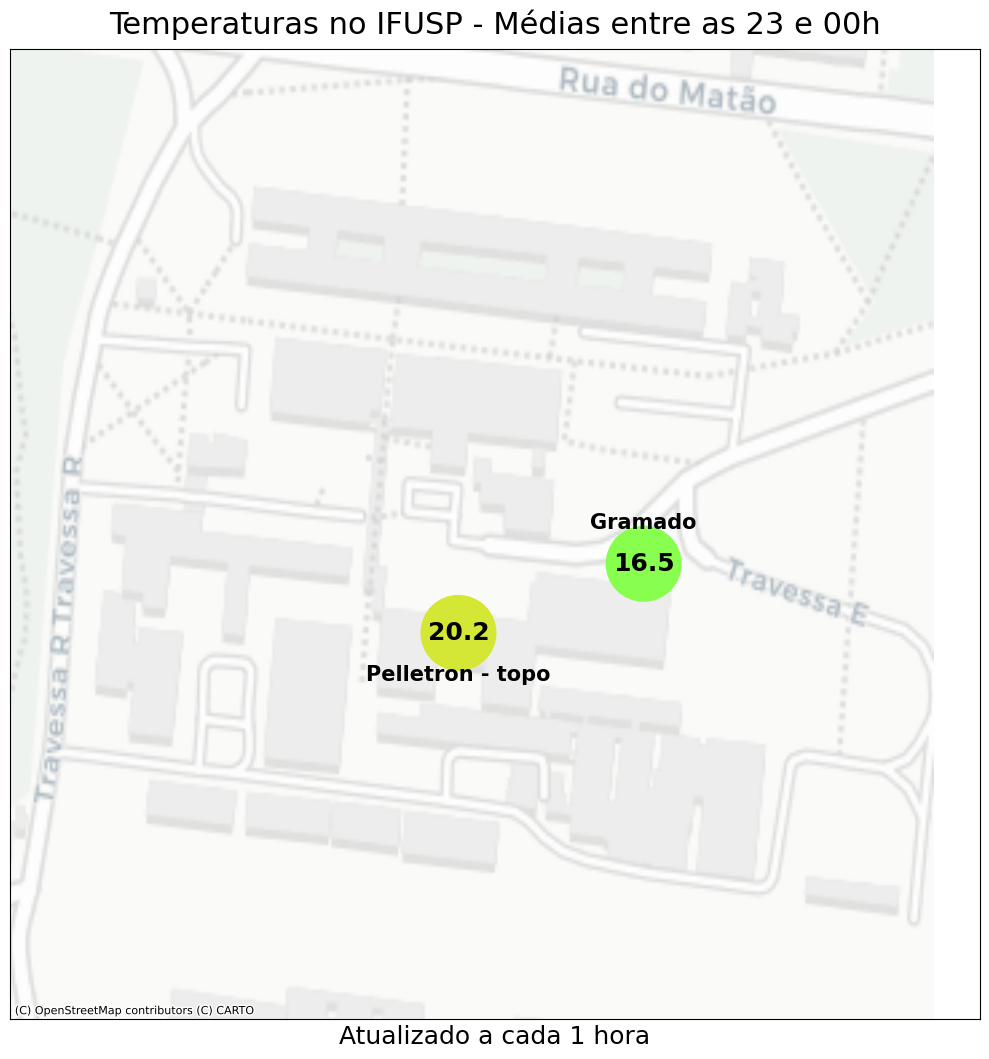 Temperaturas no IFUSP - Médias entre as 23 e 00h
Rua do Matão
Travessa R
Travessa R
Gramado
16.5
Travessa E
20.2
Pelletron - topo
(C) OpenStreetMap contributors (C) CARTO
Atualizado a cada 1 hora